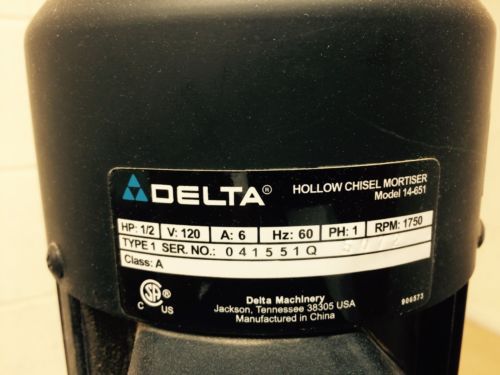 DELTA®
HOLLOW CHISEL MORTISER
Model 14-651
HP: 1/2 V: 120 A: 6 Hz: 60 PH: 1 RPM: 1750
TYPE 1 SER. NO.: 041551Q
Class: A
C US
Delta Machinery
Jackson, Tennessee 38305 USA
Manufactured in China
906573